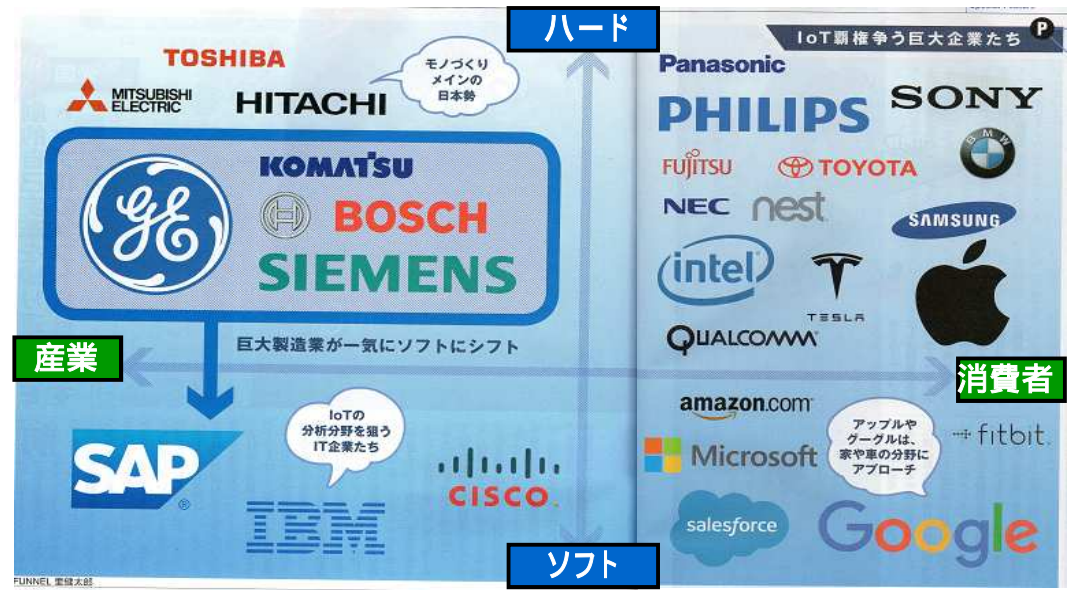 ハード
IoT覇権争う巨大企業たち
P
TOSHIBA
MITSUBISHI
ELECTRIC
HITACHI
モノづくり
メインの
日本勢
GE
KOMATSU
BOSCH
SIEMENS
Panasonic
PHILIPS
SONY
BMW
FUJITSU
TOYOTA
NEC
nest
SAMSUNG
intel
TESLA
QUALCOMM
産業
巨大製造業が一気にソフトにシフト
消費者
SAP
®
IoTの
分析分野を狙う
IT企業たち
IBM
CISCO
amazon.com
Microsoft
アップルや
グーグルは、
家や車の分野に
アプローチ
fitbit
salesforce
Google
ソフト
FUNNEL